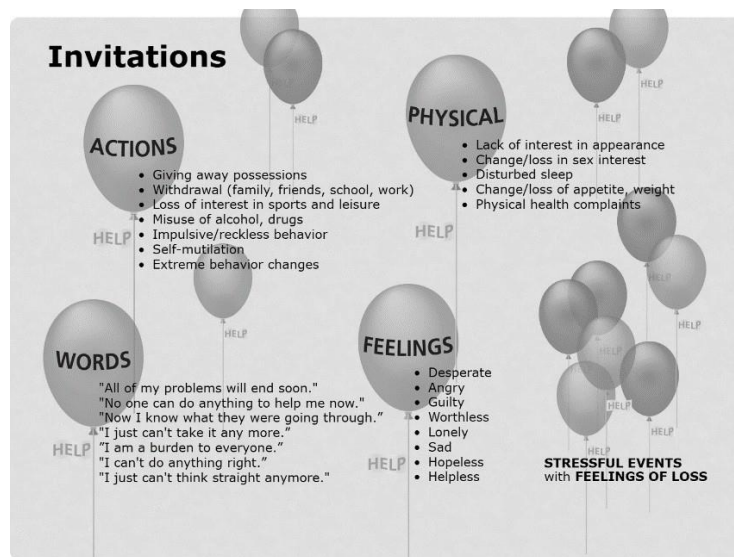 Invitations
ACTIONS
• Giving away possessions
• Withdrawal (family, friends, school, work)
• Loss of interest in sports and leisure
• Misuse of alcohol, drugs
• Impulsive/reckless behavior
• Self-mutilation
• Extreme behavior changes
HELP
PHYSICAL
• Lack of interest in appearance
• Change/loss in sex interest
• Disturbed sleep
• Change/loss of appetite, weight
• Physical health complaints
HELP
WORDS
"All of my problems will end soon."
"No one can do anything to help me now."
"Now I know what they were going through.”
"I just can't take it any more.”
”I am a burden to everyone.”
"I can't do anything right.”
"I just can't think straight anymore."
HELP
FEELINGS
• Desperate
• Angry
• Guilty
• Worthless
• Lonely
• Sad
• Hopeless
• Helpless
HELP
HELP
HELP
HELP
HELP
HELP
HELP
HELP
HELP
HELP
HELP
HELP
HELP
STRESSFUL EVENTS
with FEELINGS OF LOSS